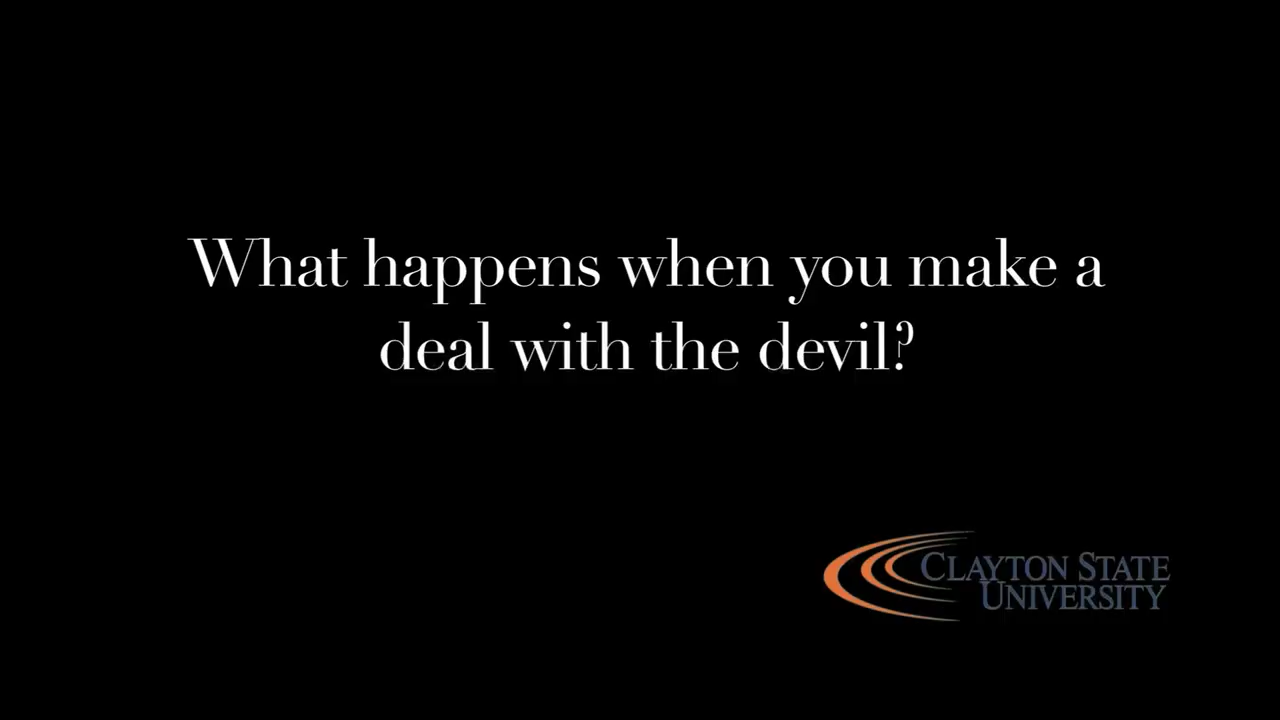 What happens when you make a
deal with the devil?
CLAYTON STATE
UNIVERSITY